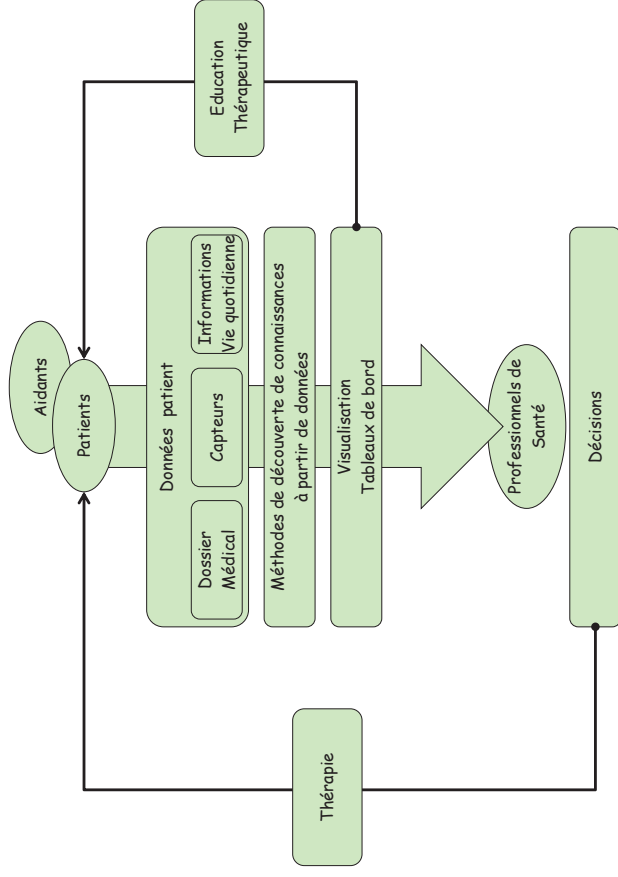 Aidants
Patients
Education
Thérapeutique
Données patient
Dossier
Médical
Capteurs
Informations
Vie quotidienne
Méthodes de découverte de connaissances
à partir de données
Visualisation
Tableaux de bord
Thérapie
Professionnels de
Santé
Décisions